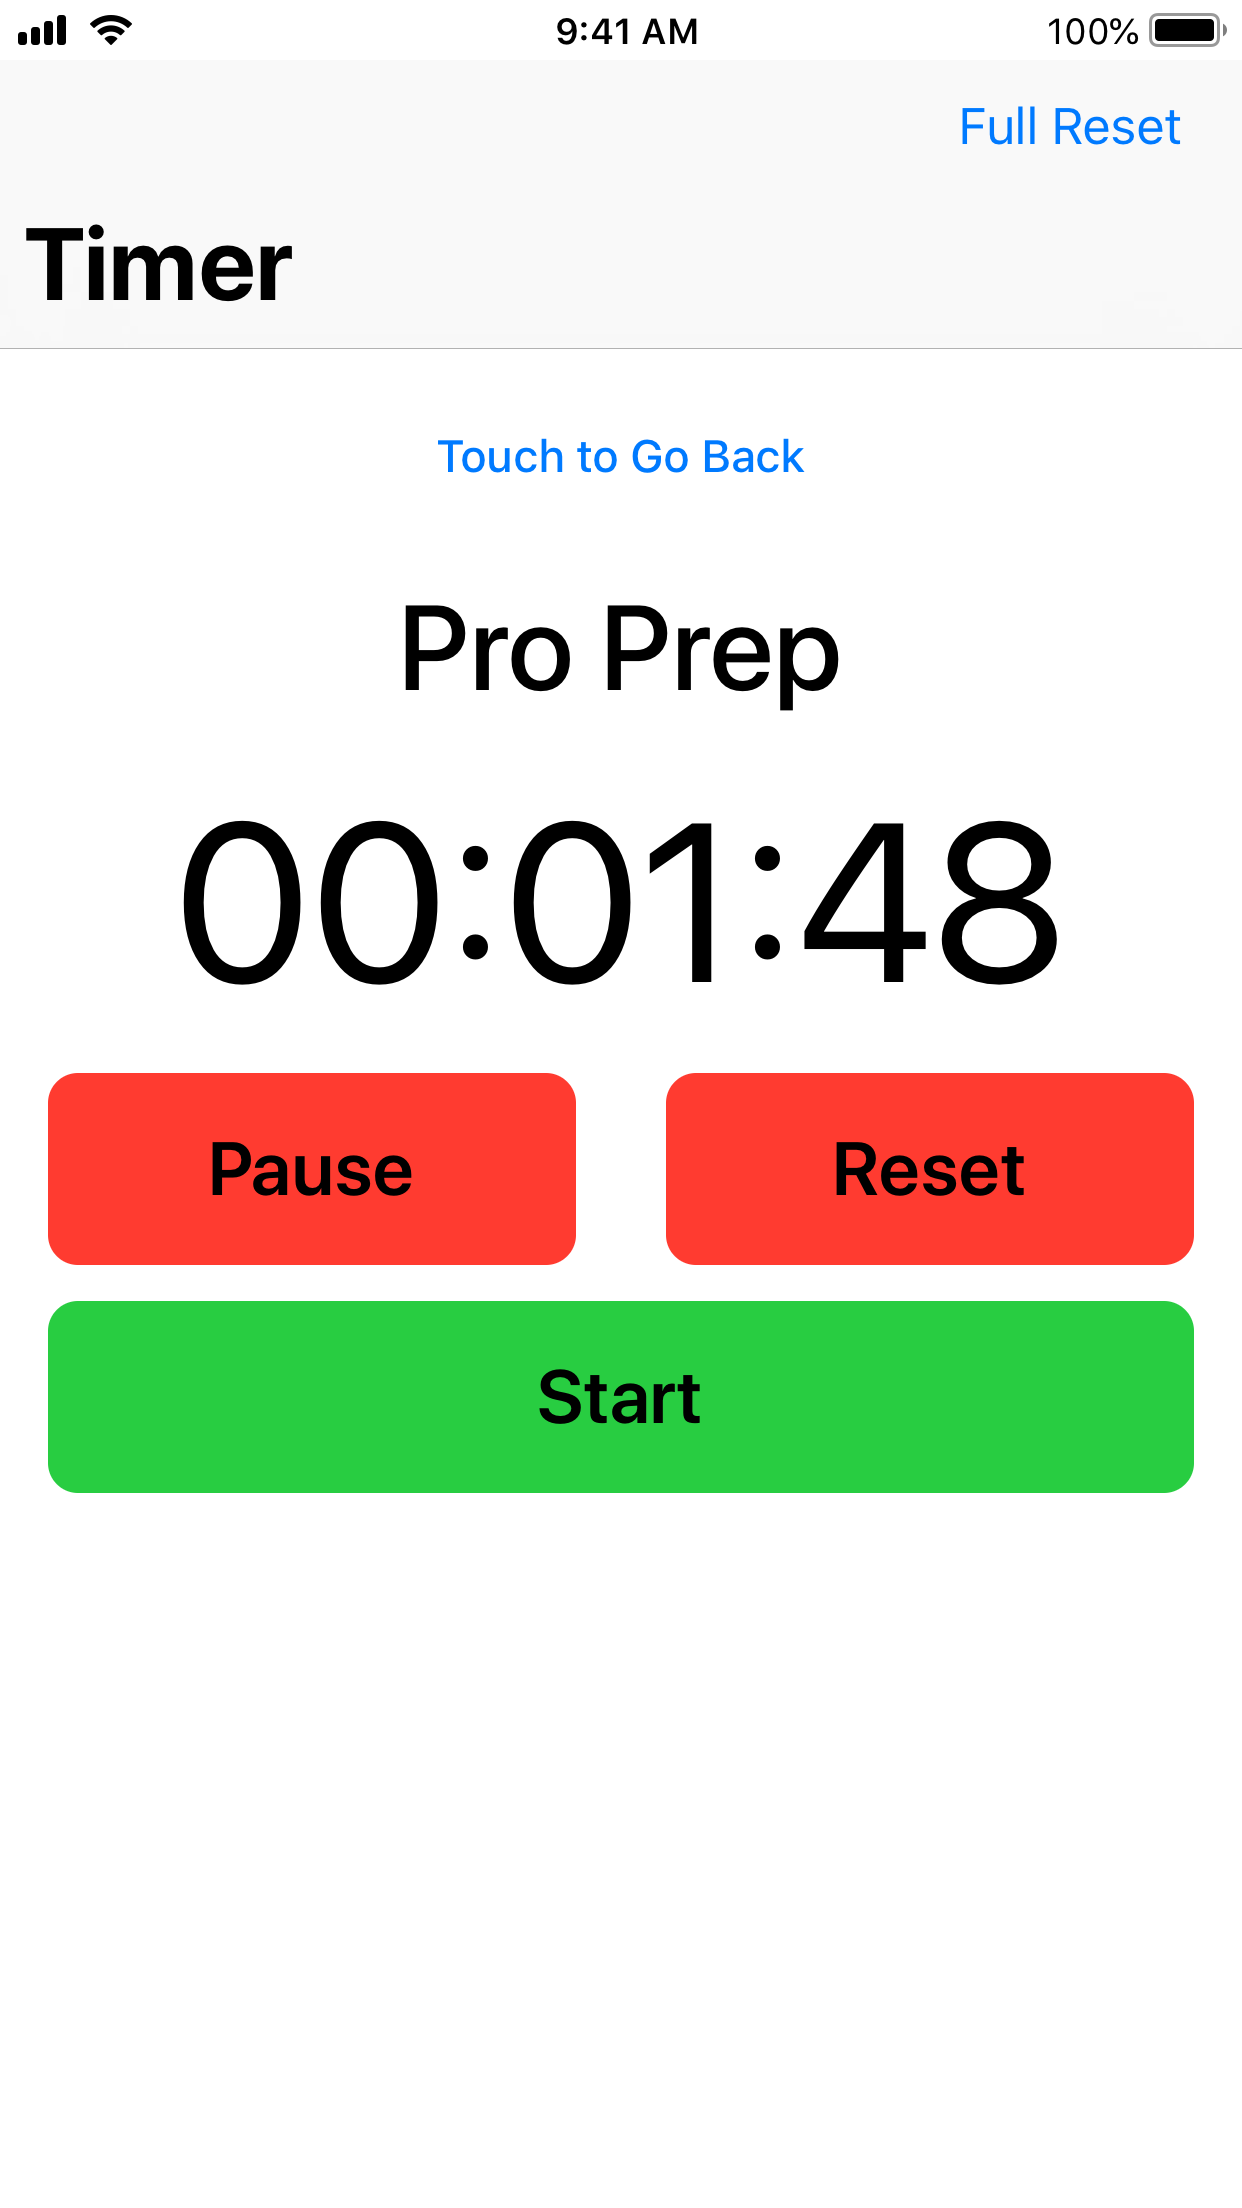 9:41 AM 100%
Full Reset
Timer
Touch to Go Back
Pro Prep
00:01:48
Pause Reset
Start